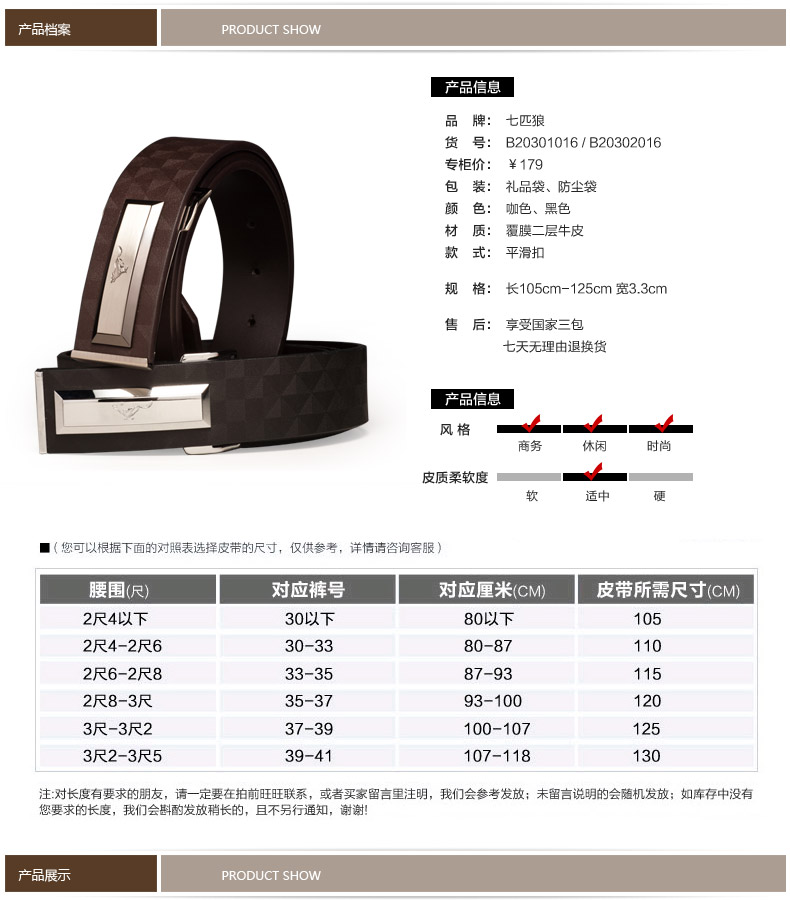 产品档案 PRODUCT SHOW
产品信息
品 牌： 七匹狼
货 号： B20301016 / B20302016
专柜价： ￥179
包 装： 礼品袋、防尘袋
颜 色： 咖色、黑色
材 质： 覆膜二层牛皮
款 式： 平滑扣
规 格： 长105cm-125cm 宽3.3cm
售 后： 享受国家三包
七天无理由退换货
产品信息
风 格
商务 休闲 时尚
皮质柔软度
软 适中 硬
■（您可以根据下面的对照表选择皮带的尺寸，仅供参考，详情请咨询客服）
腰围(尺) 对应裤号 对应厘米(CM) 皮带所需尺寸(CM)
2尺4以下 30以下 80以下 105
2尺4-2尺6 30-33 80-87 110
2尺6-2尺8 33-35 87-93 115
2尺8-3尺 35-37 93-100 120
3尺-3尺2 37-39 100-107 125
3尺2-3尺5 39-41 107-118 130
注:对长度有要求的朋友，请一定要在拍前旺旺联系，或者买家留言里注明，我们会参考发放；未留言说明的会随机发放；如库存中没有
您要求的长度，我们会斟酌发放稍长的，且不另行通知，谢谢!
产品展示 PRODUCT SHOW